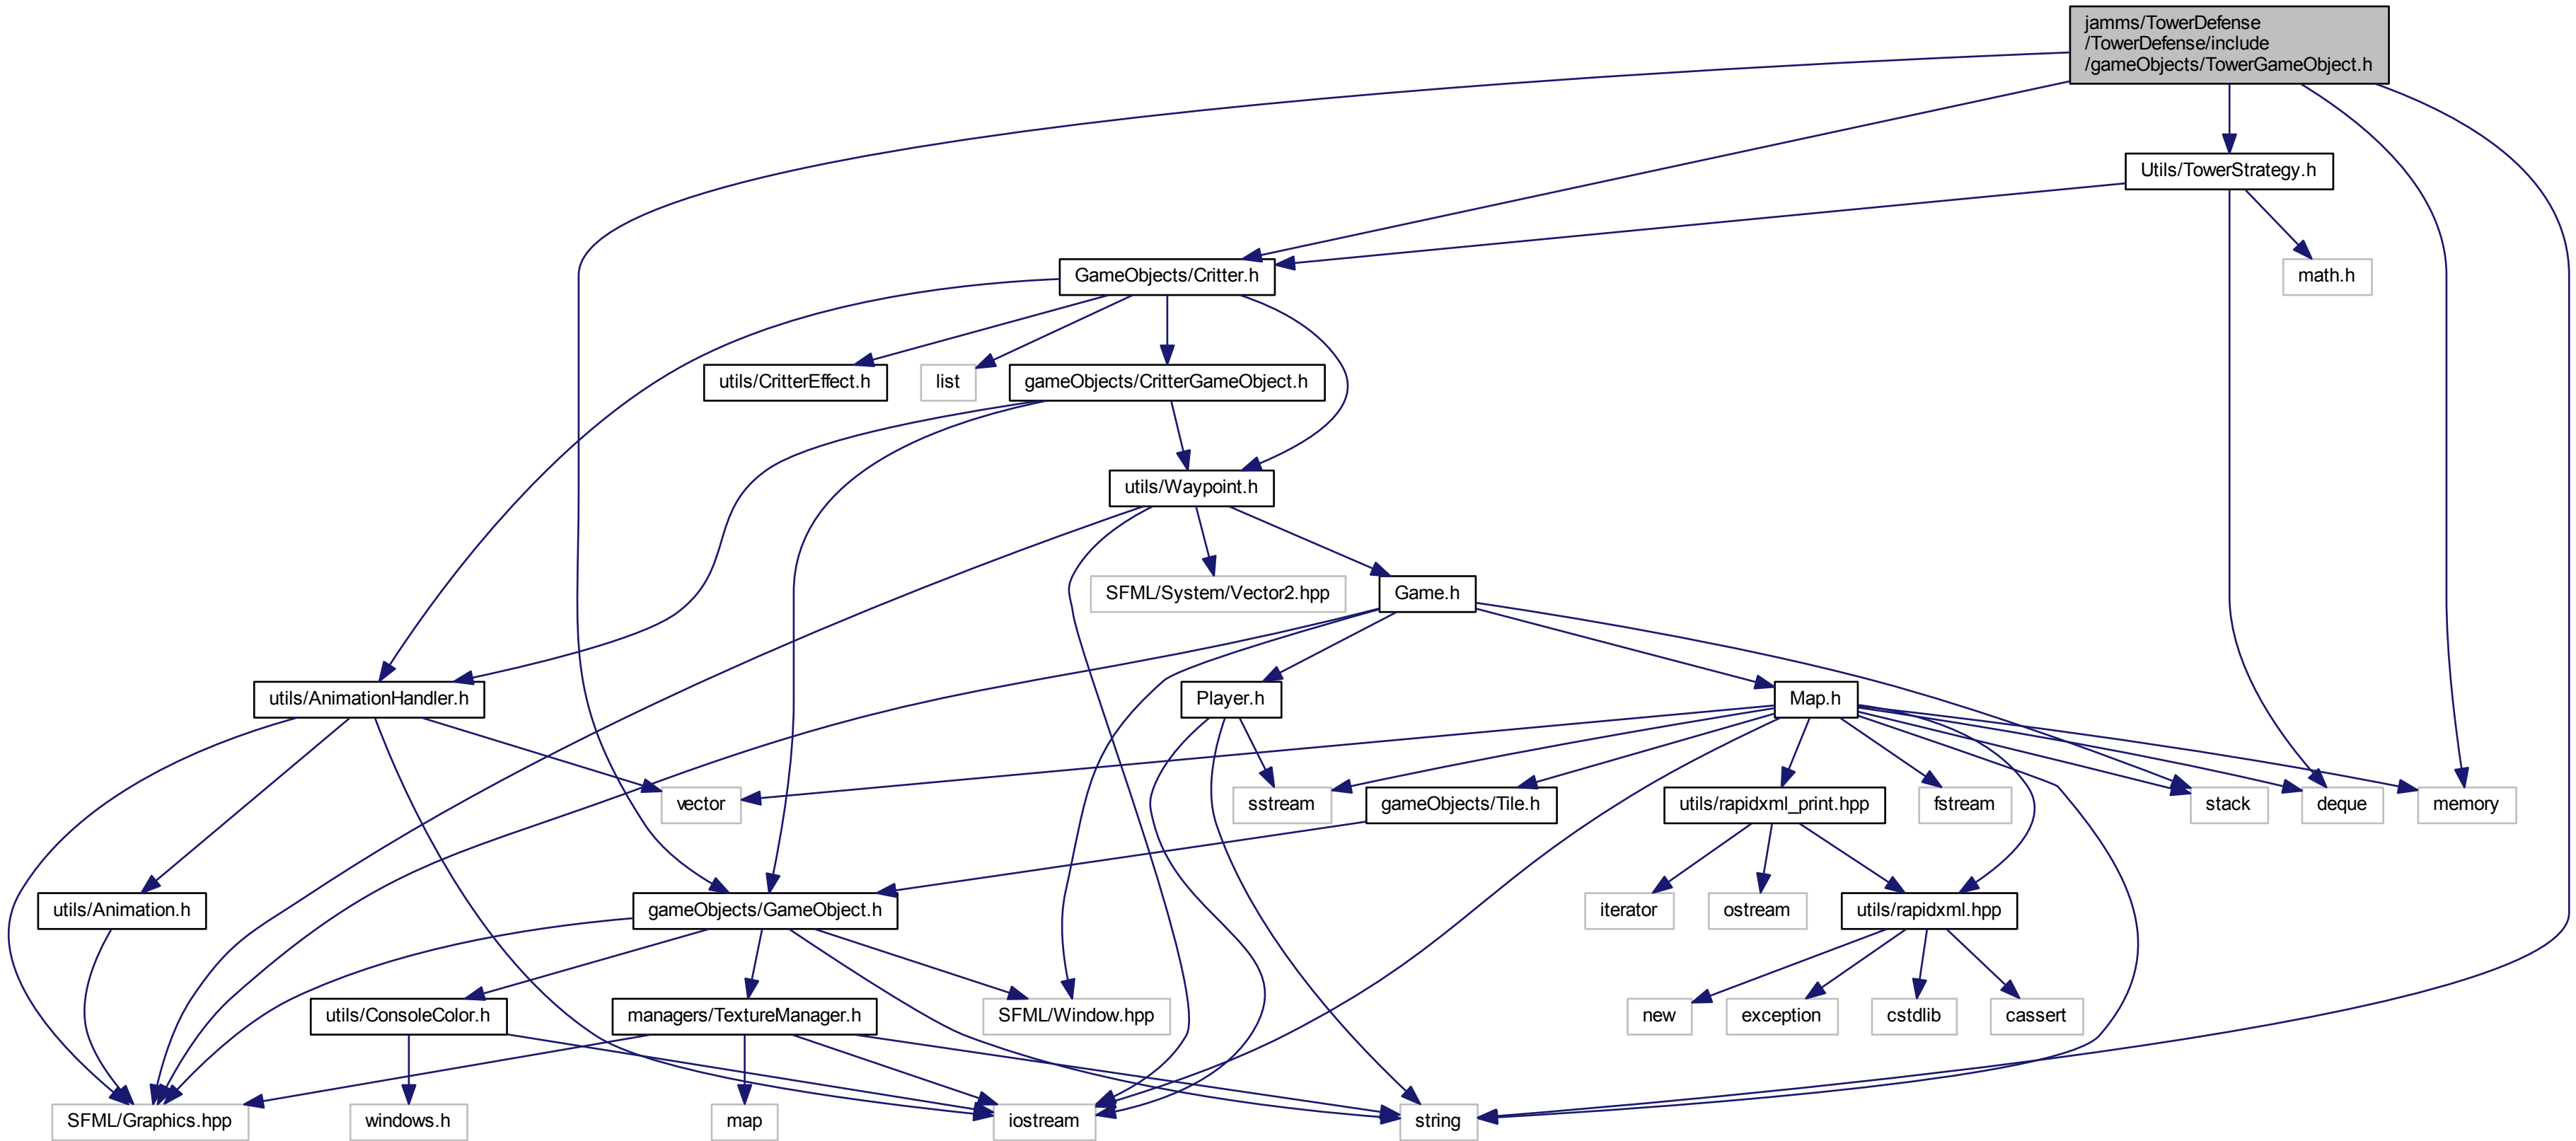 jamms/TowerDefense
/TowerDefense/include
/gameObjects/TowerGameObject.h
Utils/TowerStrategy.h
GameObjects/Critter.h
math.h
utils/CritterEffect.h
list
gameObjects/CritterGameObject.h
utils/Waypoint.h
SFML/System/Vector2.hpp
Game.h
utils/AnimationHandler.h
Player.h
Map.h
vector
sstream
gameObjects/Tile.h
utils/rapidxml_print.hpp
fstream
stack
deque
memory
utils/Animation.h
gameObjects/GameObject.h
iterator
ostream
utils/rapidxml.hpp
utils/ConsoleColor.h
managers/TextureManager.h
SFML/Window.hpp
new
exception
cstdlib
cassert
SFML/Graphics.hpp
windows.h
map
iostream
string